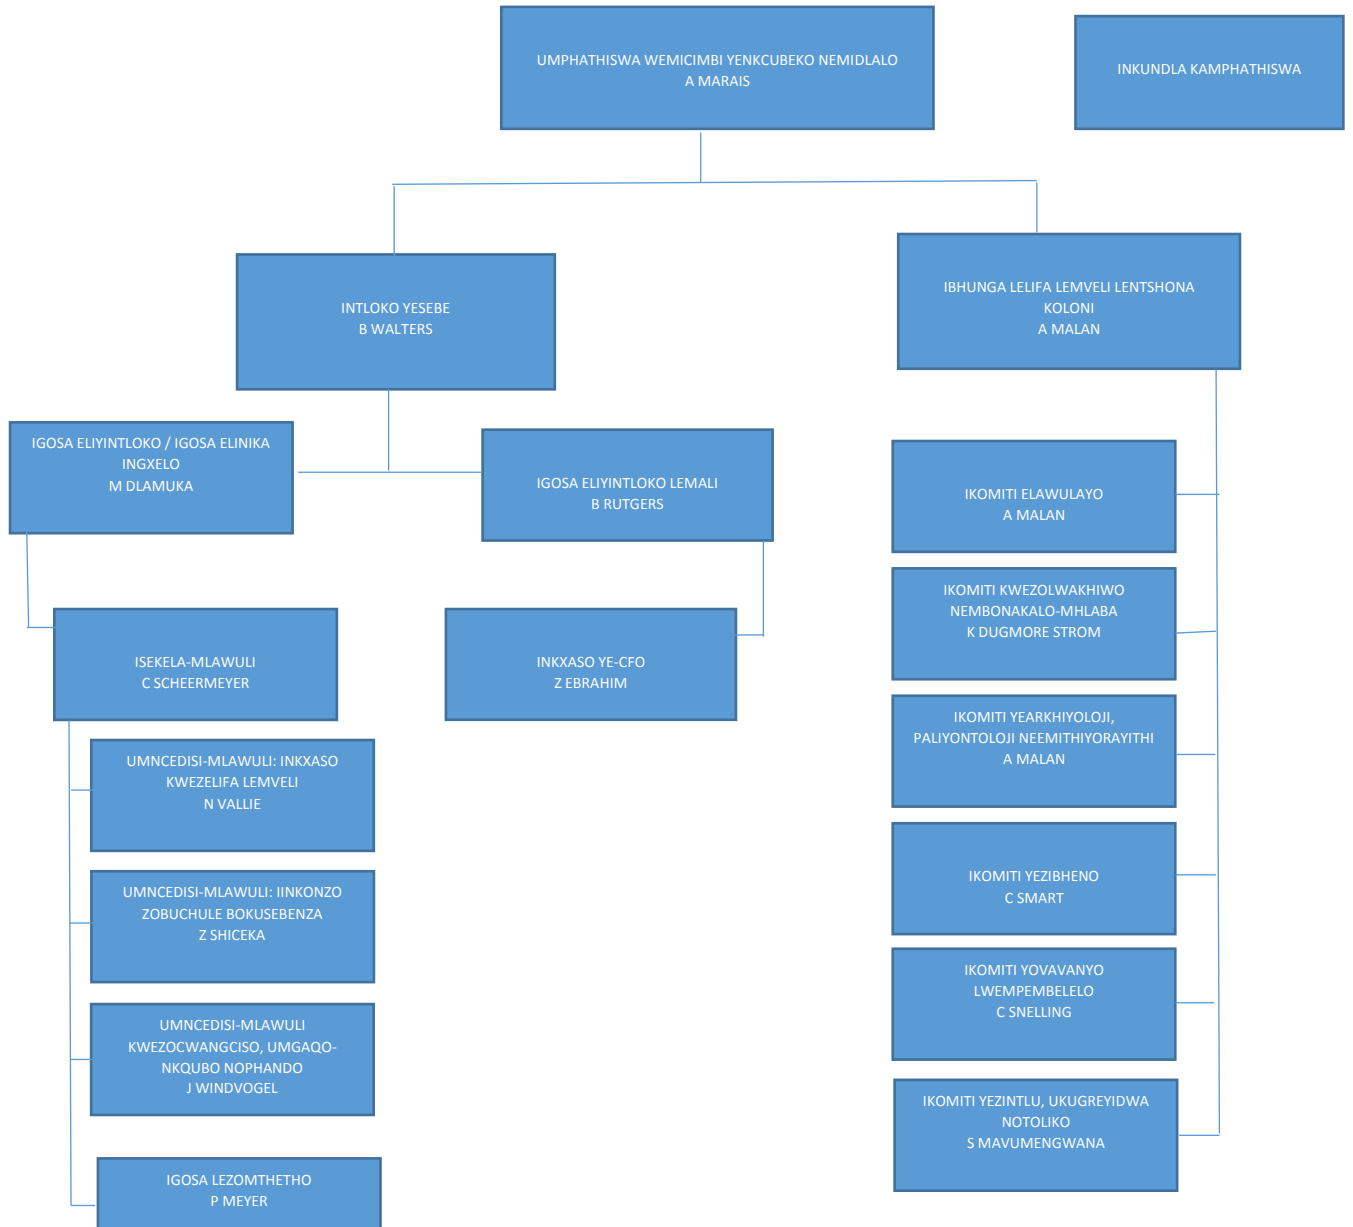 UMPHATHISWA WEMICIMBI YENKCUBEKO NEMIDLALO
A MARAIS
INKUNDLA KAMPHATHISWA
INTLOKO YESEBE
B WALTERS
IBHUNGA LELIFA LEMVELI LENTSHONA
KOLONI
A MALAN
IGOSA ELIYINTLOKO / IGOSA ELINIKA
INGXELO
M DLAMUKA
IGOSA ELIYINTLOKO LEMALI
B RUTGERS
ISEKELA-MLAWULI
C SCHEERMEYER
INKXASO YE-CFO
Z EBRAHIM
UMNCEDISI-MLAWULI: INKXASO
KWEZELIFA LEMVELI
N VALLIE
UMNCEDISI-MLAWULI: IINKONZO
ZOBUCHULE BOKUSEBENZA
Z SHICEKA
UMNCEDISI-MLAWULI
KWEZOCWANGCISO, UMGAQO-
NKQUBO NOPHANDO
J WINDVOGEL
IGOSA LEZOMTHETHO
P MEYER
IKOMITI ELAWULAYO
A MALAN
IKOMITI KWEZOLWAKHIWO
NEMBONAKALO-MHLABA
K DUGMORE STROM
IKOMITI YEARKHIYOLOJI,
PALIYONTOLOJI NEEMITHIYORAYITHI
A MALAN
IKOMITI YEZIBHENO
C SMART
IKOMITI YOVAVANYO
LWEMPEMBELELO
C SNELLING
IKOMITI YEZINTLU, UKUGREYIDWA
NOTOLIKO
S MAVUMENGWANA